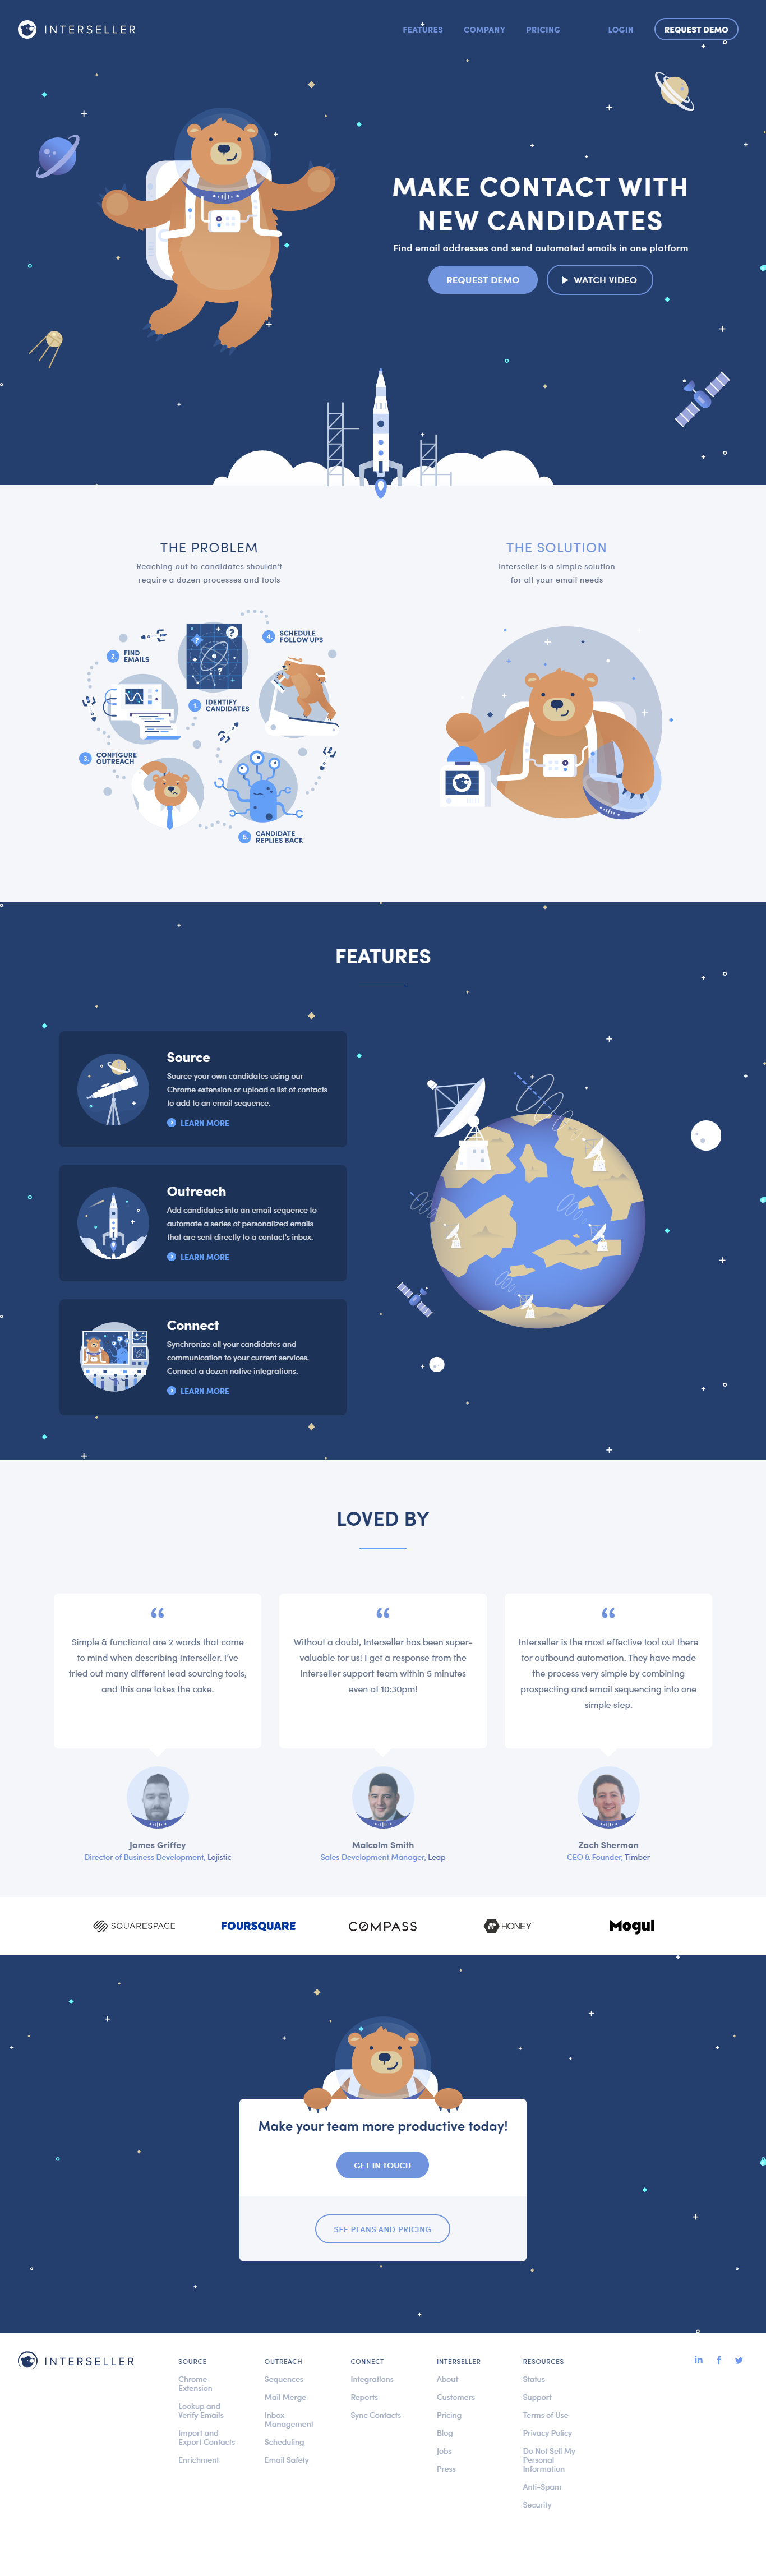 INTERSELLER
FEATURES
COMPANY
PRICING
LOGIN
REQUEST DEMO
MAKE CONTACT WITH
NEW CANDIDATES
Find email addresses and send automated emails in one platform
REQUEST DEMO
WATCH VIDEO
THE PROBLEM
Reaching out to candidates shouldn't
require a dozen processes and tools
THE SOLUTION
Interseller is a simple solution
for all your email needs
?
?
?
4.
SCHEDULE
FOLLOW UPS
2.
FIND
EMAILS
1.
IDENTIFY
CANDIDATES
3.
CONFIGURE
OUTREACH
5.
CANDIDATE
REPLIES BACK
FEATURES
Source
Source your own candidates using our
Chrome extension or upload a list of contacts
to add to an email sequence.
LEARN MORE
Outreach
Add candidates into an email sequence to
automate a series of personalized emails
that are sent directly to a contact's inbox.
LEARN MORE
Connect
Synchronize all your candidates and
communication to your current services.
Connect a dozen native integrations.
LEARN MORE
LOVED BY
“
Simple & functional are 2 words that come
to mind when describing Interseller. I've
tried out many different lead sourcing tools,
and this one takes the cake.
James Griffey
Director of Business Development, Lojistic
“
Without a doubt, Interseller has been super-
valuable for us! I get a response from the
Interseller support team within 5 minutes
even at 10:30pm!
Malcolm Smith
Sales Development Manager, Leap
“
Interseller is the most effective tool out there
for outbound automation. They have made
the process very simple by combining
prospecting and email sequencing into one
simple step.
Zach Sherman
CEO & Founder, Timber
SQUARESPACE
FOURSQUARE
COMPASS
HONEY
Mogul
Make your team more productive today!
GET IN TOUCH
SEE PLANS AND PRICING
INTERSELLER
SOURCE
Chrome
Extension
Lookup and
Verify Emails
Import and
Export Contacts
Enrichment
OUTREACH
Sequences
Mail Merge
Inbox
Management
Scheduling
Email Safety
CONNECT
Integrations
Reports
Sync Contacts
INTERSELLER
About
Customers
Pricing
Blog
Jobs
Press
RESOURCES
Status
Support
Terms of Use
Privacy Policy
Do Not Sell My
Personal
Information
Anti-Spam
Security
in
f